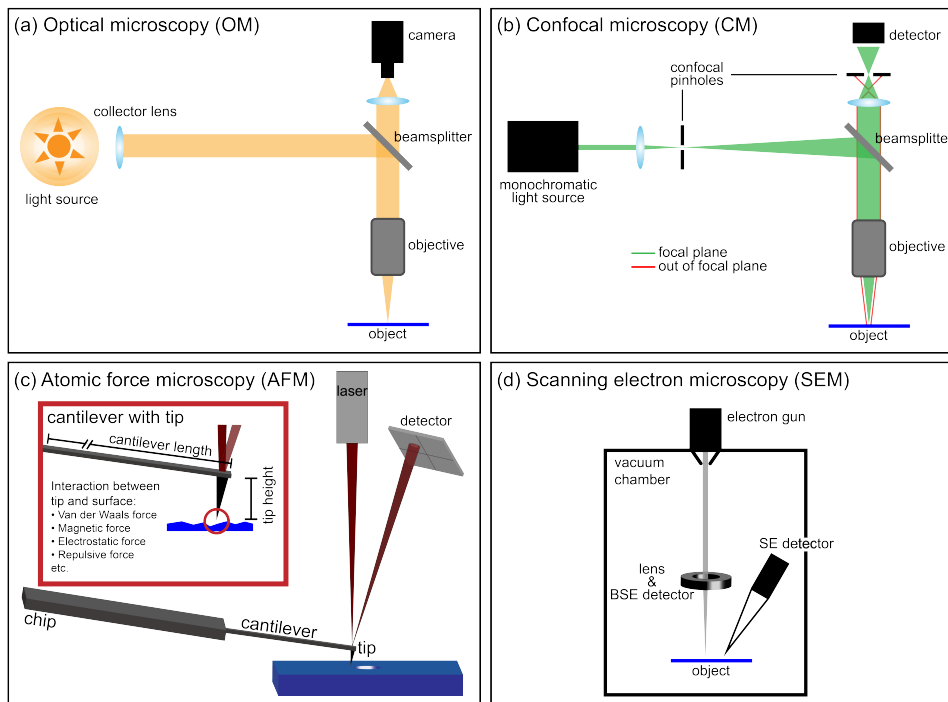 (a) Optical microscopy (OM)
camera
collector lens
beamsplitter
light source
objective
object
(b) Confocal microscopy (CM)
detector
confocal
pinholes
beamsplitter
monochromatic
light source
objective
focal plane
out of focal plane
object
(c) Atomic force microscopy (AFM)
laser
detector
cantilever with tip
cantilever length
tip height
Interaction between
tip and surface:
• Van der Waals force
• Magnetic force
• Electrostatic force
• Repulsive force
etc.
chip
cantilever
tip
(d) Scanning electron microscopy (SEM)
electron gun
vacuum
chamber
SE detector
lens
&
BSE detector
object